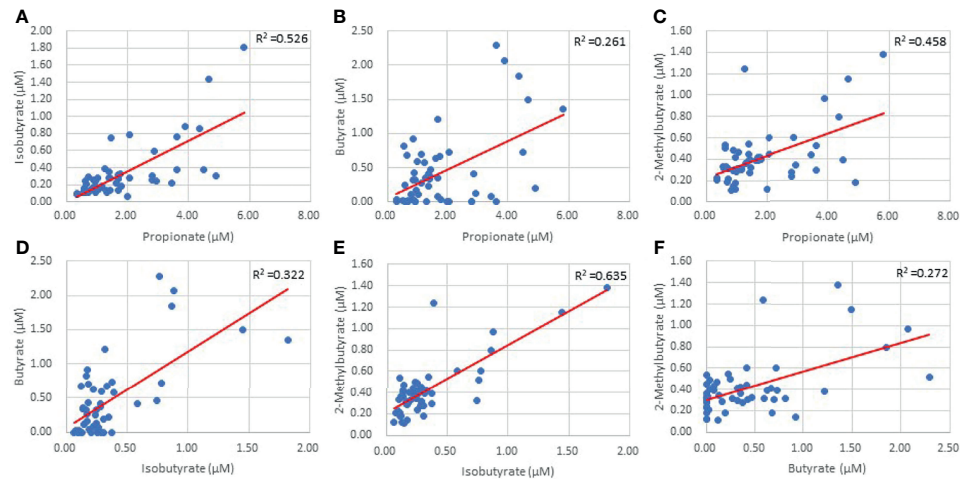 A
R² =0.526
2.00
1.80
1.60
1.40
1.20
1.00
0.80
0.60
0.40
0.20
0.00
Isobutyrate (µM)
0.00 2.00 4.00 6.00 8.00
Propionate (µM)
B
R² =0.261
2.50
2.00
1.50
1.00
0.50
0.00
Butyrate (µM)
0.00 2.00 4.00 6.00 8.00
Propionate (µM)
C
R² =0.458
1.60
1.40
1.20
1.00
0.80
0.60
0.40
0.20
0.00
2-Methylbutyrate (µM)
0.00 2.00 4.00 6.00 8.00
Propionate (µM)
D
R² =0.322
2.50
2.00
1.50
1.00
0.50
0.00
Butyrate (µM)
0.00 0.50 1.00 1.50 2.00
Isobutyrate (µM)
E
R² =0.635
1.60
1.40
1.20
1.00
0.80
0.60
0.40
0.20
0.00
2-Methylbutyrate (µM)
0.00 0.50 1.00 1.50 2.00
Isobutyrate (µM)
F
R² =0.272
1.60
1.40
1.20
1.00
0.80
0.60
0.40
0.20
0.00
2-Methylbutyrate (µM)
0.00 0.50 1.00 1.50 2.00 2.50
Butyrate (µM)